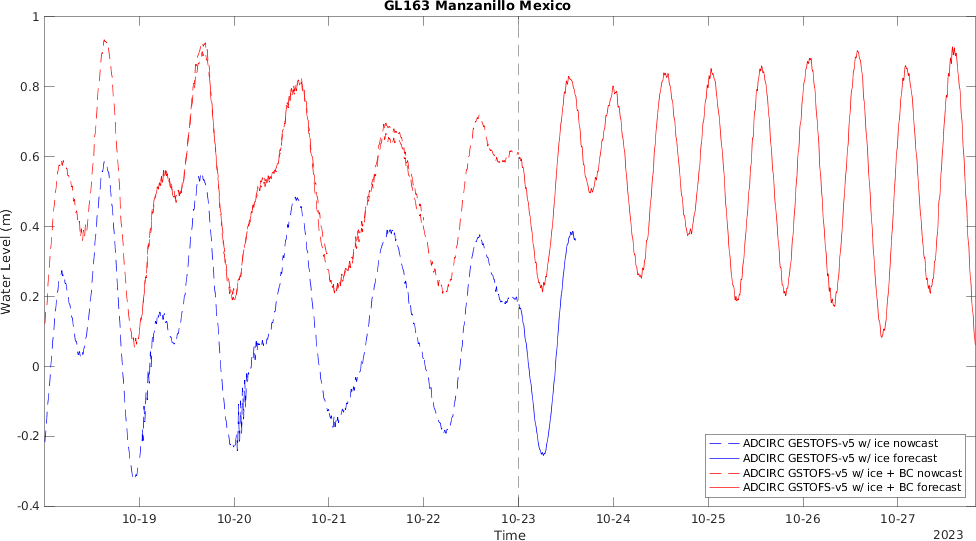 GL163 Manzanillo Mexico
1
0.8
0.6
0.4
0.2
0
-0.2
-0.4
Water Level (m)
10-19 10-20 10-21 10-22 10-23 10-24 10-25 10-26 10-27
Time
2023
ADCIRC GESTOFS-v5 w/ ice nowcast
ADCIRC GESTOFS-v5 w/ ice forecast
ADCIRC GSTOFS-v5 w/ ice + BC nowcast
ADCIRC GSTOFS-v5 w/ ice + BC forecast